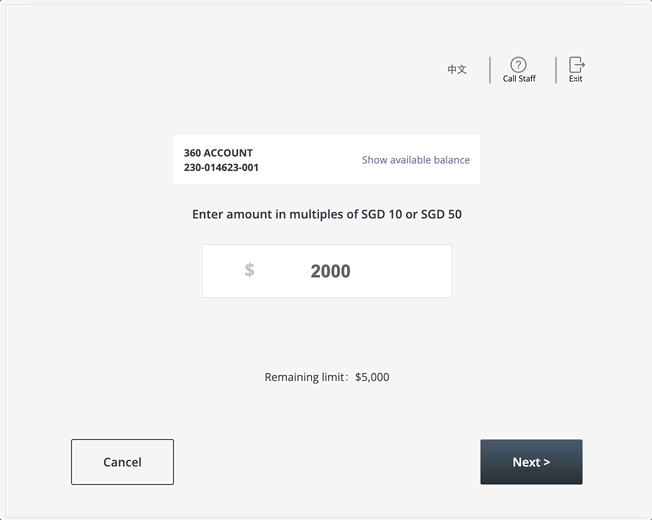 中文
Call Staff
Exit
360 ACCOUNT
230-014623-001
Show available balance
Enter amount in multiples of SGD 10 or SGD 50
$ 2000
Remaining limit: $5,000
Cancel
Next >